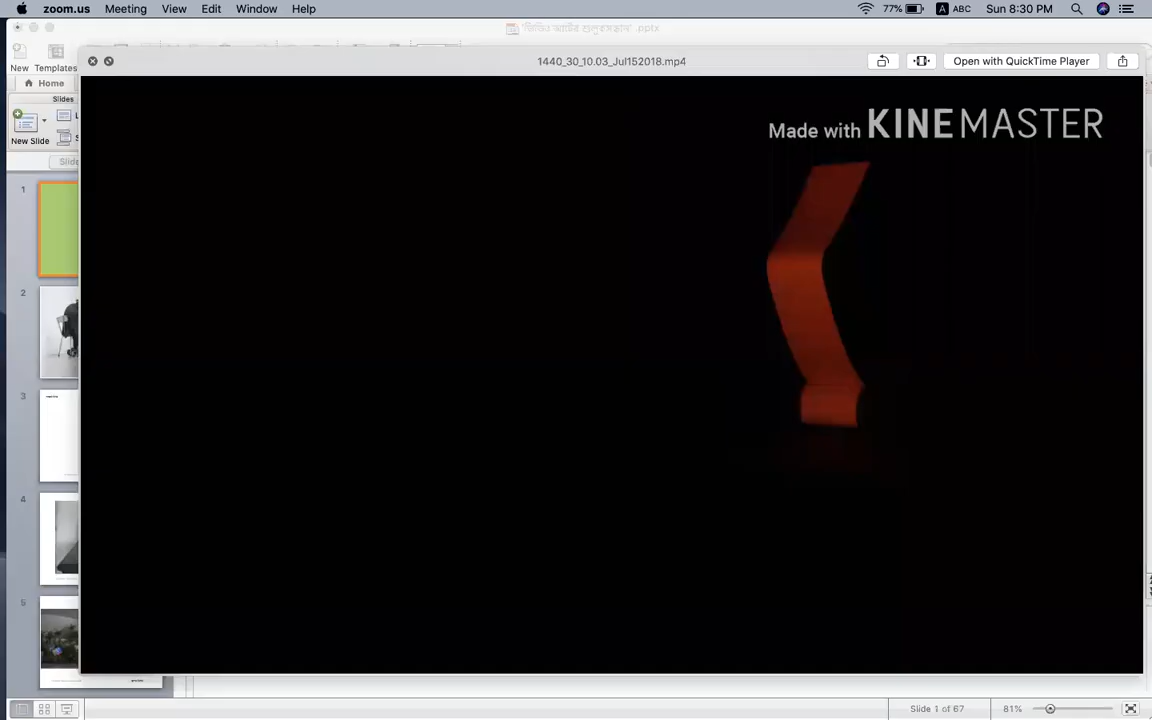 zoom.us Meeting View Edit Window Help 77% A ABC Sun 8:30 PM
.pptx
New Templates
1440_30_10.03_Jul152018.mp4 Open with QuickTime Player
Home
Slides
New Slide
Made with KINEMASTER
1
2
3
4
5
Slide 1 of 67 81%